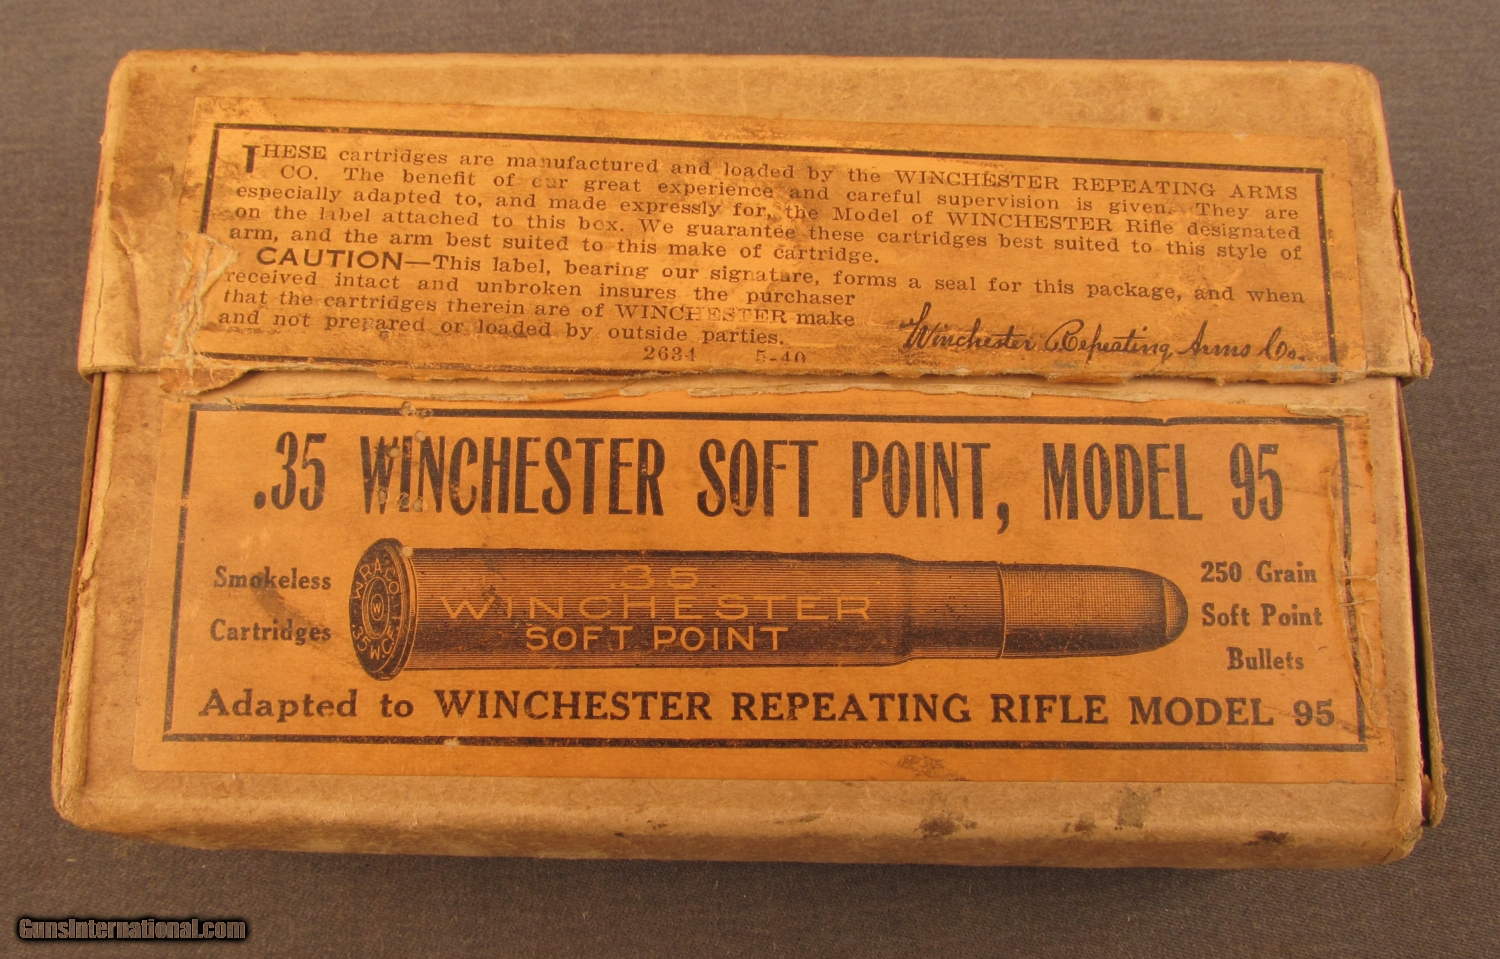 THESE cartridges are manufactured and loaded by the WINCHESTER REPEATING ARMS
CO. The benefit of our great experience and careful supervision is given. They are
especially adapted to, and made expressly for, the Model of WINCHESTER Rifle designated
on the label attached to this box. We guarantee these cartridges best suited to this style of
arm, and the arm best suited to this make of cartridge.
CAUTION—This label, bearing our signature, forms a seal for this package, and when
received intact and unbroken insures the purchaser
that the cartridges therein are of WINCHESTER make
and not prepared or loaded by outside parties.
Winchester Repeating Arms Co.
2634 5-40
.35 WINCHESTER SOFT POINT, MODEL 95
Smokeless
Cartridges
W.R.A.CO.
W
.35 W.C.F.
.35
WINCHESTER
SOFT POINT
250 Grain
Soft Point
Bullets
Adapted to WINCHESTER REPEATING RIFLE MODEL 95
GunsInternational.com